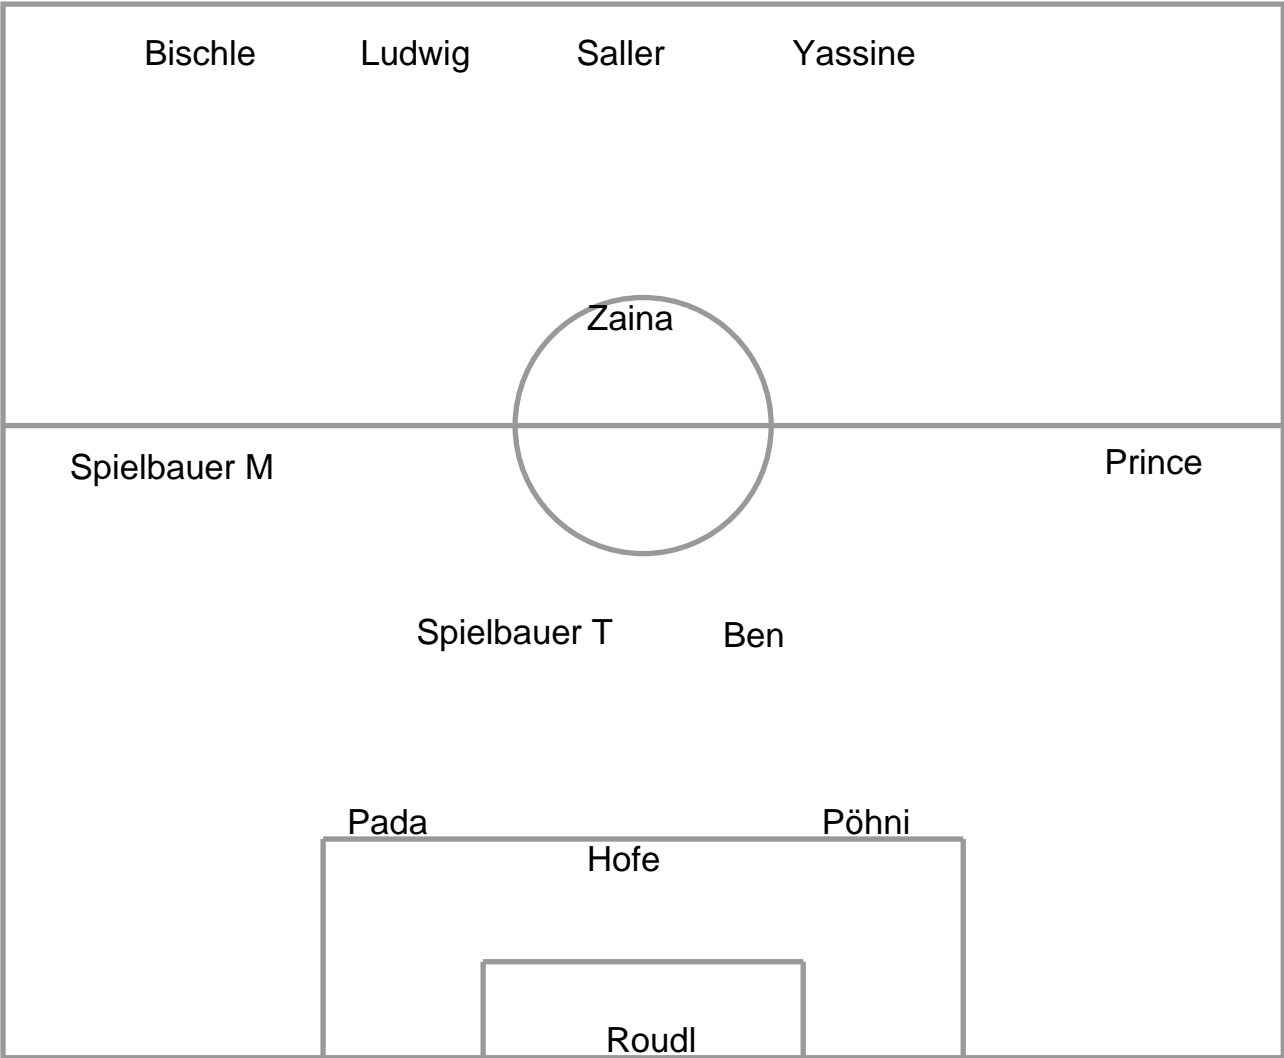 Bischle Ludwig Saller Yassine
Zaina
Spielbauer M Prince
Spielbauer T Ben
Pada Pöhni
Hofe
Roudl